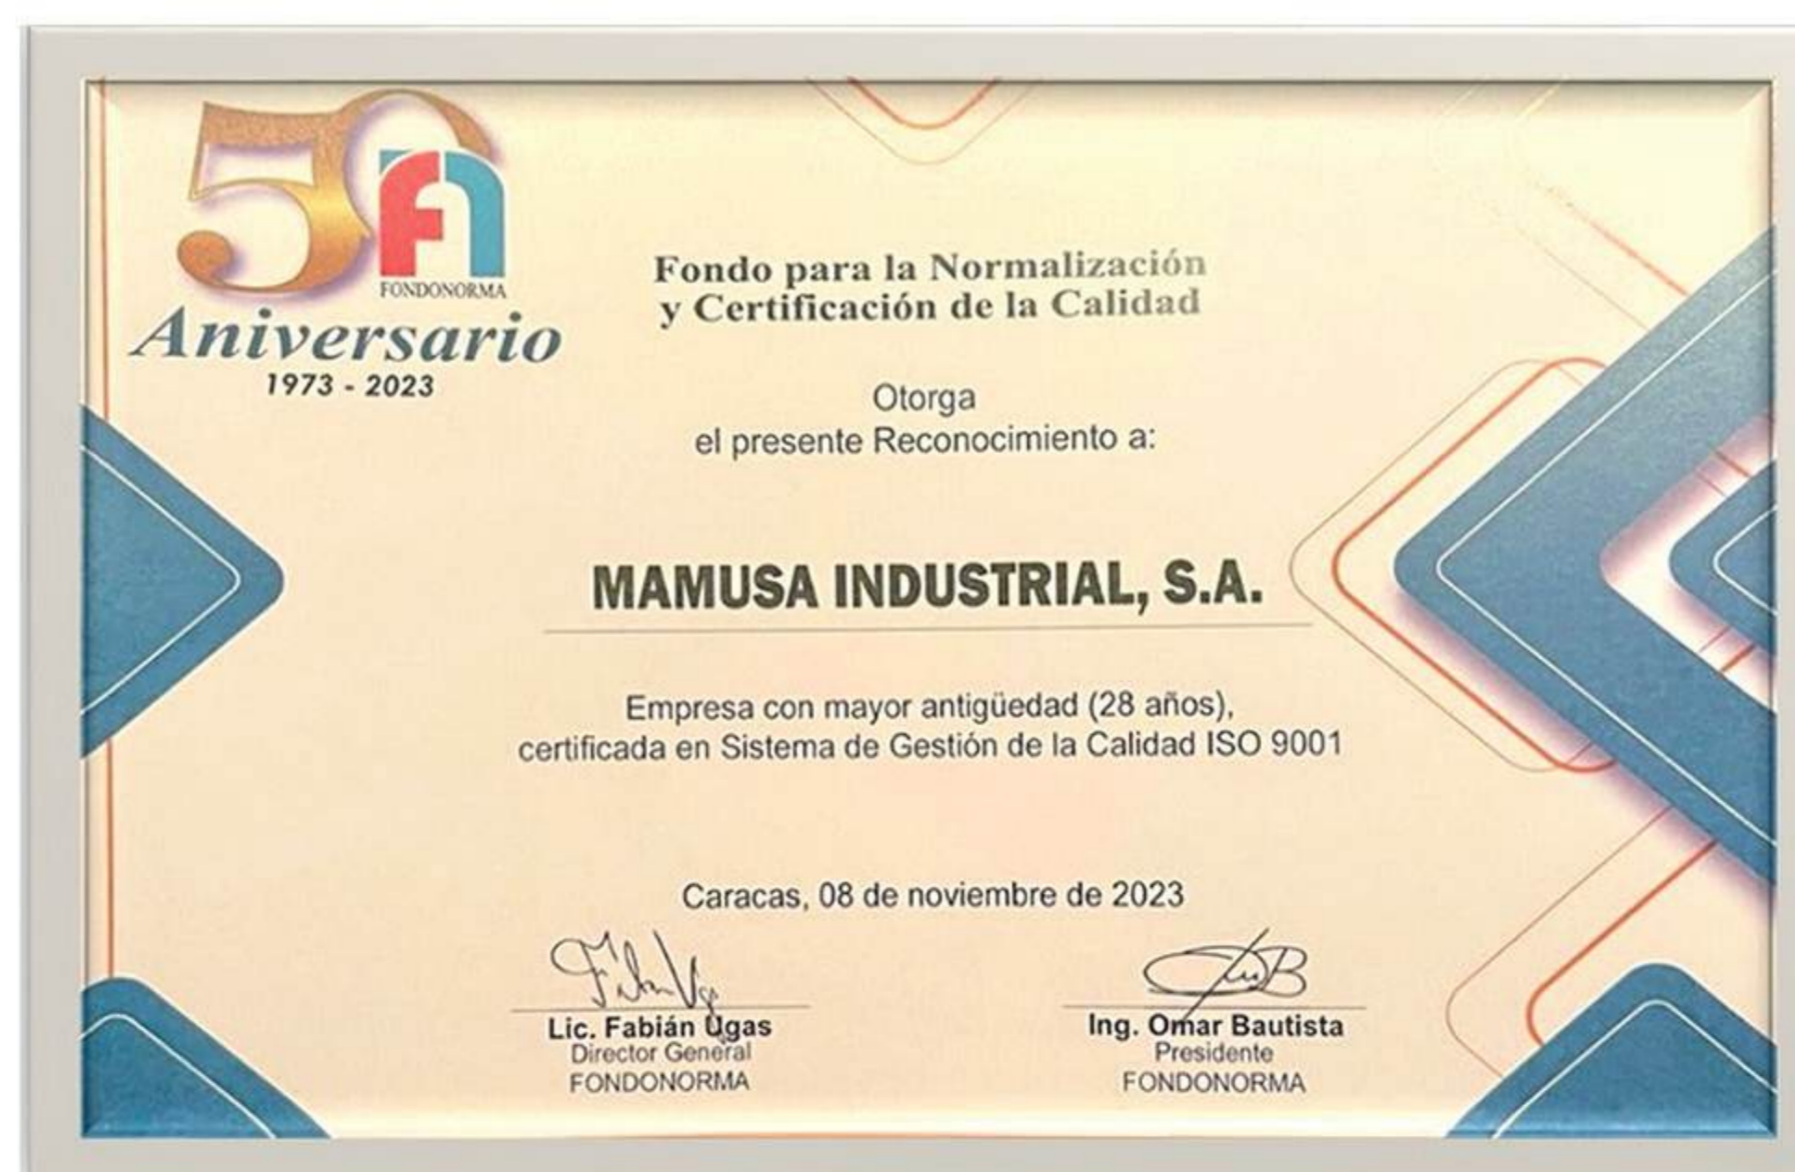 50
FONDONORMA
Aniversario
1973 - 2023
Fondo para la Normalización
y Certificación de la Calidad
Otorga
el presente Reconocimiento a:
MAMUSA INDUSTRIAL, S.A.
Empresa con mayor antigüedad (28 años),
certificada en Sistema de Gestión de la Calidad ISO 9001
Caracas, 08 de noviembre de 2023
Lic. Fabián Ugas
Director General
FONDONORMA
Ing. Omar Bautista
Presidente
FONDONORMA